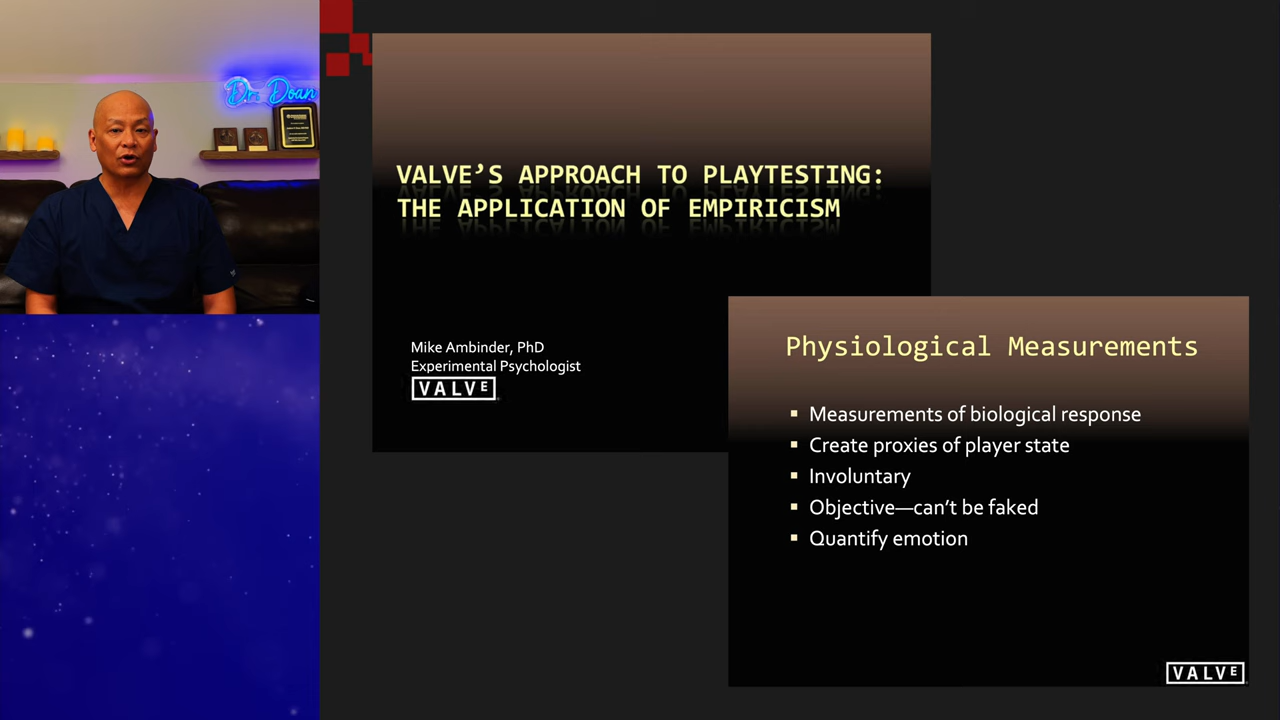 Dr. Doan
VALVE’S APPROACH TO PLAYTESTING:
THE APPLICATION OF EMPIRICISM
Mike Ambinder, PhD
Experimental Psychologist
VALVE
Physiological Measurements
▪ Measurements of biological response
▪ Create proxies of player state
▪ Involuntary
▪ Objective—can’t be faked
▪ Quantify emotion
VALVE